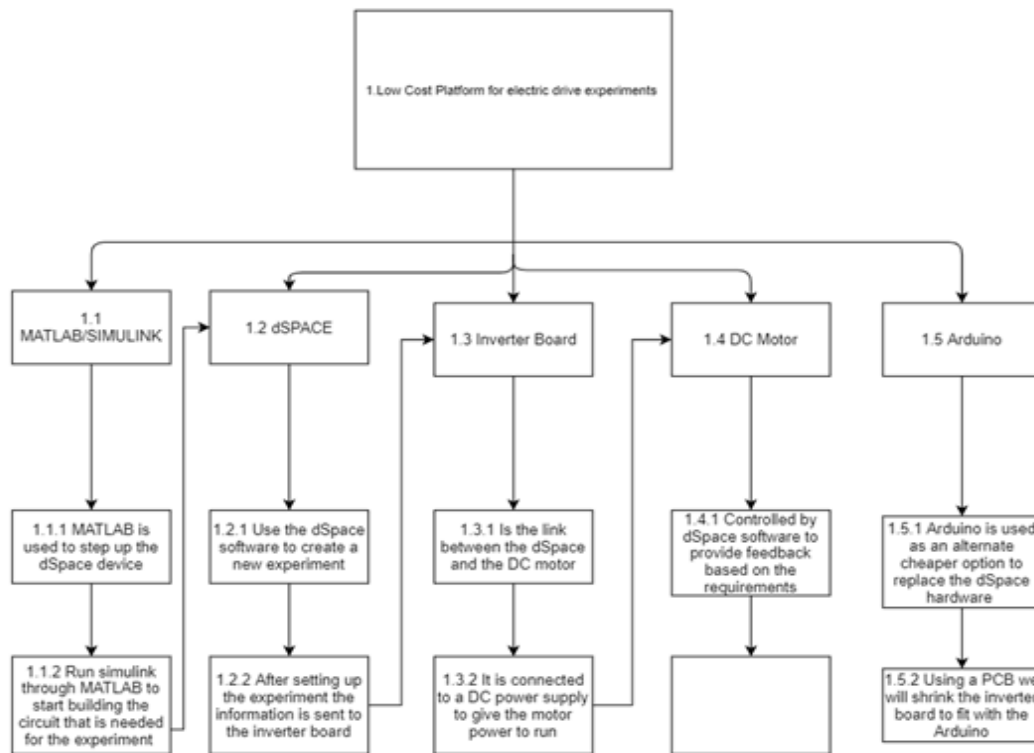 1.Low Cost Platform for electric drive experiments
1.1
MATLAB/SIMULINK
1.2 dSPACE
1.3 Inverter Board
1.4 DC Motor
1.5 Arduino
1.1.1 MATLAB is
used to step up the
dSpace device
1.2.1 Use the dSpace
software to create a
new experiment
1.3.1 Is the link
between the dSpace
and the DC motor
1.4.1 Controlled by
dSpace software to
provide feedback
based on the
requirements
1.5.1 Arduino is used
as an alternate
cheaper option to
replace the dSpace
hardware
1.1.2 Run simulink
through MATLAB to
start building the
circuit that is needed
for the experiment
1.2.2 After setting up
the experiment the
information is sent to
the inverter board
1.3.2 It is connected
to a DC power supply
to give the motor
power to run
1.5.2 Using a PCB we
will shrink the inverter
board to fit with the
Arduino